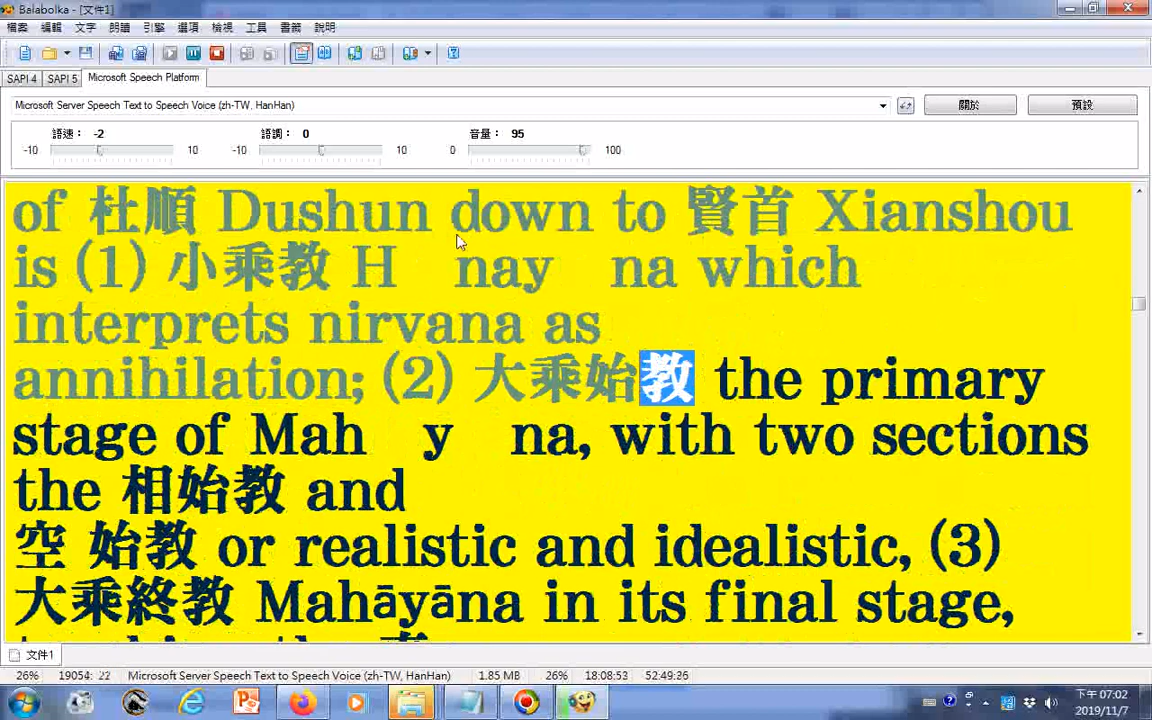 Balabolka - [文件1]
檔案 編輯 文字 朗讀 引擎 選項 檢視 工具 書籤 說明
SAPI 4 SAPI 5 Microsoft Speech Platform
Microsoft Server Speech Text to Speech Voice (zh-TW, HanHan) 關於 預設
語速： -2 語調： 0 音量： 95
-10 10 -10 10 0 100
of 杜順 Dushun down to 賢首 Xianshou
is (1) 小乘教 H nay na which
interprets nirvana as
annihilation; (2) 大乘始教 the primary
stage of Mah y na, with two sections
the 相始教 and
空 始教 or realistic and idealistic, (3)
大乘終教 Mahāyāna in its final stage,
文件1
26% 19054: 22 Microsoft Server Speech Text to Speech Voice (zh-TW, HanHan) 1.85 MB 26% 18:08:53 52:49:26
下午 07:02
2019/11/7